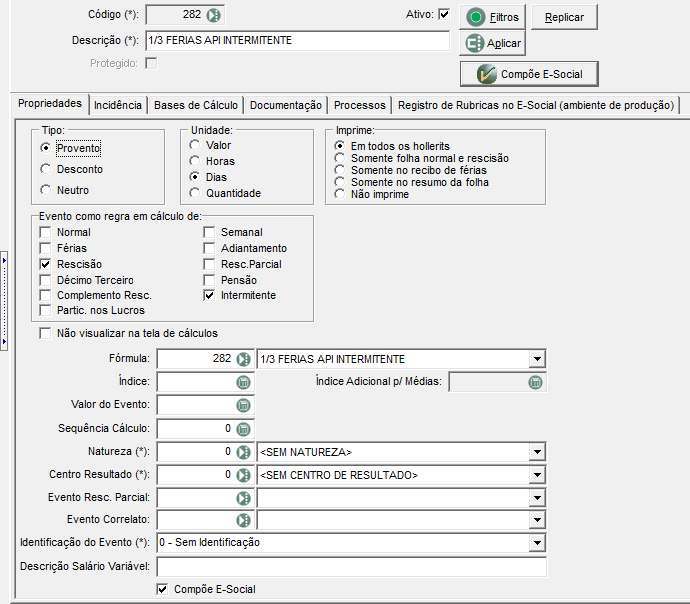 Código (*): 282 Ativo: Filtros Replicar
Descrição (*): 1/3 FERIAS API INTERMITENTE Aplicar
Protegido:
Compõe E-Social
Propriedades Incidência Bases de Cálculo Documentação Processos Registro de Rubricas no E-Social (ambiente de produção)
Tipo: Unidade: Imprime:
Provento Valor Em todos os hollerits
Horas Somente folha normal e rescisão
Desconto Dias Somente no recibo de férias
Somente no resumo da folha
Neutro Quantidade Não imprime
Evento como regra em cálculo de:
Normal Semanal
Férias Adiantamento
Rescisão Resc.Parcial
Décimo Terceiro Pensão
Complemento Resc. Intermitente
Partic. nos Lucros
Não visualizar na tela de cálculos
Fórmula: 282 1/3 FERIAS API INTERMITENTE
Índice: Índice Adicional p/ Médias:
Valor do Evento:
Sequência Cálculo: 0
Natureza (*): 0 <SEM NATUREZA>
Centro Resultado (*): 0 <SEM CENTRO DE RESULTADO>
Evento Resc. Parcial:
Evento Correlato:
Identificação do Evento (*): 0 - Sem Identificação
Descrição Salário Variável:
Compõe E-Social